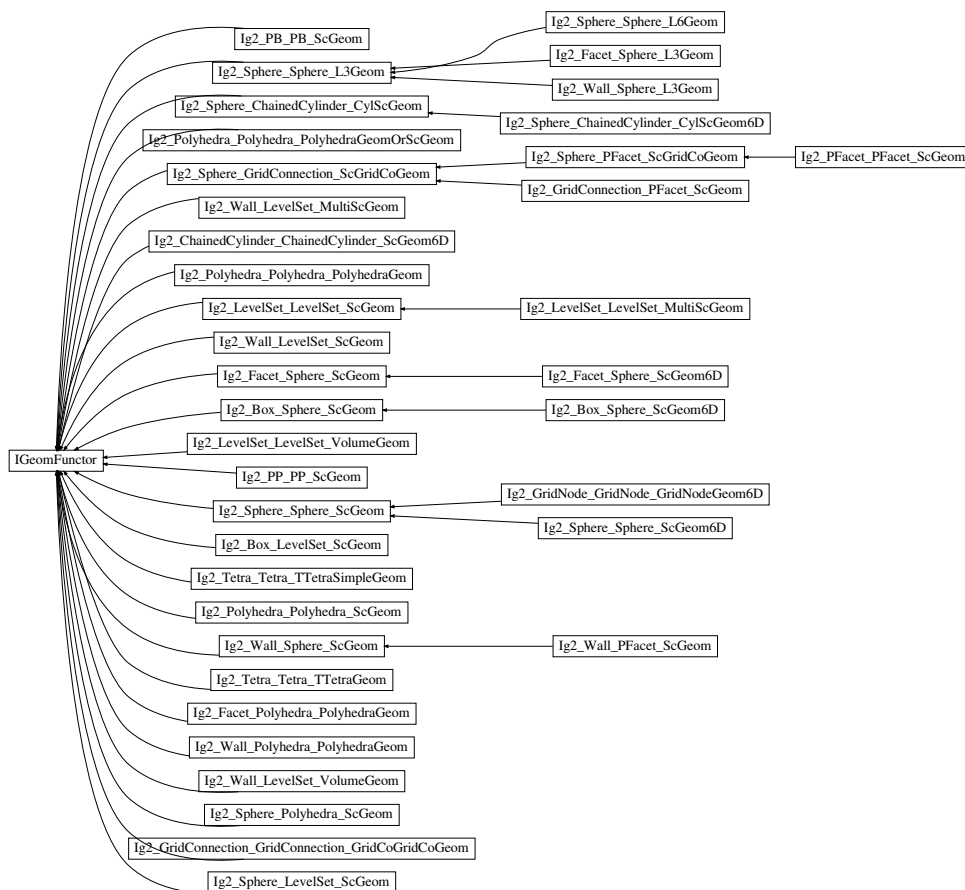 Ig2_Sphere_Sphere_L6Geom
Ig2_PB_PB_ScGeom
Ig2_Facet_Sphere_L3Geom
Ig2_Sphere_Sphere_L3Geom
Ig2_Wall_Sphere_L3Geom
Ig2_Sphere_ChainedCylinder_CylScGeom
Ig2_Sphere_ChainedCylinder_CylScGeom6D
Ig2_Polyhedra_Polyhedra_PolyhedraGeomOrScGeom
Ig2_Sphere_PFacet_ScGridCoGeom
Ig2_PFacet_PFacet_ScGeom
Ig2_Sphere_GridConnection_ScGridCoGeom
Ig2_GridConnection_PFacet_ScGeom
Ig2_Wall_LevelSet_MultiScGeom
Ig2_ChainedCylinder_ChainedCylinder_ScGeom6D
Ig2_Polyhedra_Polyhedra_PolyhedraGeom
Ig2_LevelSet_LevelSet_ScGeom
Ig2_LevelSet_LevelSet_MultiScGeom
Ig2_Wall_LevelSet_ScGeom
Ig2_Facet_Sphere_ScGeom
Ig2_Facet_Sphere_ScGeom6D
Ig2_Box_Sphere_ScGeom
Ig2_Box_Sphere_ScGeom6D
Ig2_LevelSet_LevelSet_VolumeGeom
IGeomFunctor
Ig2_PP_PP_ScGeom
Ig2_GridNode_GridNode_GridNodeGeom6D
Ig2_Sphere_Sphere_ScGeom
Ig2_Sphere_Sphere_ScGeom6D
Ig2_Box_LevelSet_ScGeom
Ig2_Tetra_Tetra_TTetraSimpleGeom
Ig2_Polyhedra_Polyhedra_ScGeom
Ig2_Wall_Sphere_ScGeom
Ig2_Wall_PFacet_ScGeom
Ig2_Tetra_Tetra_TTetraGeom
Ig2_Facet_Polyhedra_PolyhedraGeom
Ig2_Wall_Polyhedra_PolyhedraGeom
Ig2_Wall_LevelSet_VolumeGeom
Ig2_Sphere_Polyhedra_ScGeom
Ig2_GridConnection_GridConnection_GridCoGridCoGeom
Ig2_Sphere_LevelSet_ScGeom